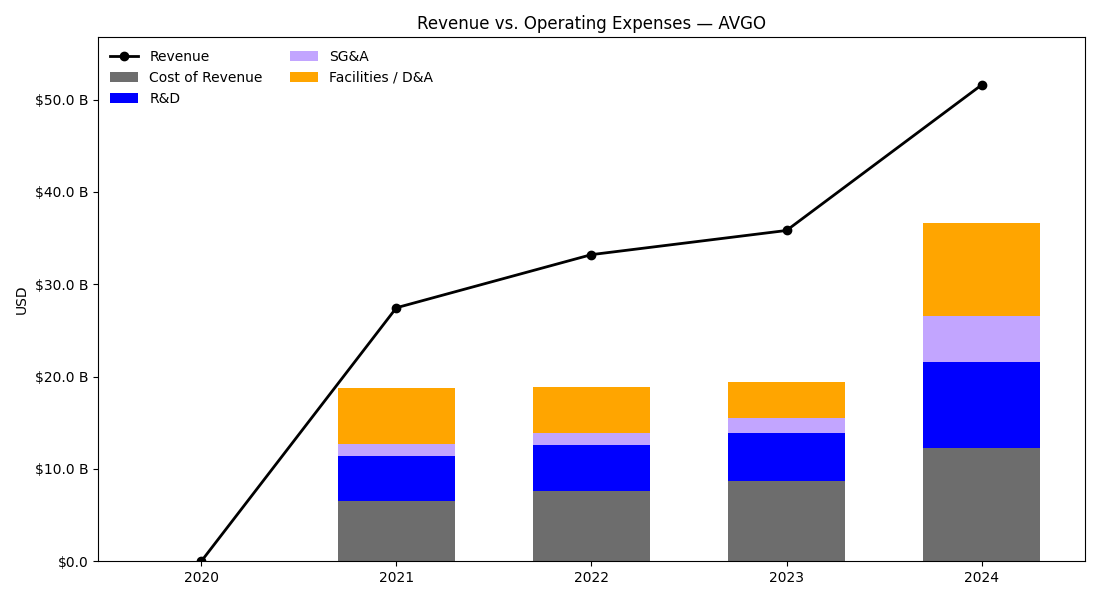 Revenue vs. Operating Expenses — AVGO
Revenue
Cost of Revenue
R&D
SG&A
Facilities / D&A
USD
$50.0 B
$40.0 B
$30.0 B
$20.0 B
$10.0 B
$0.0
2020
2021
2022
2023
2024